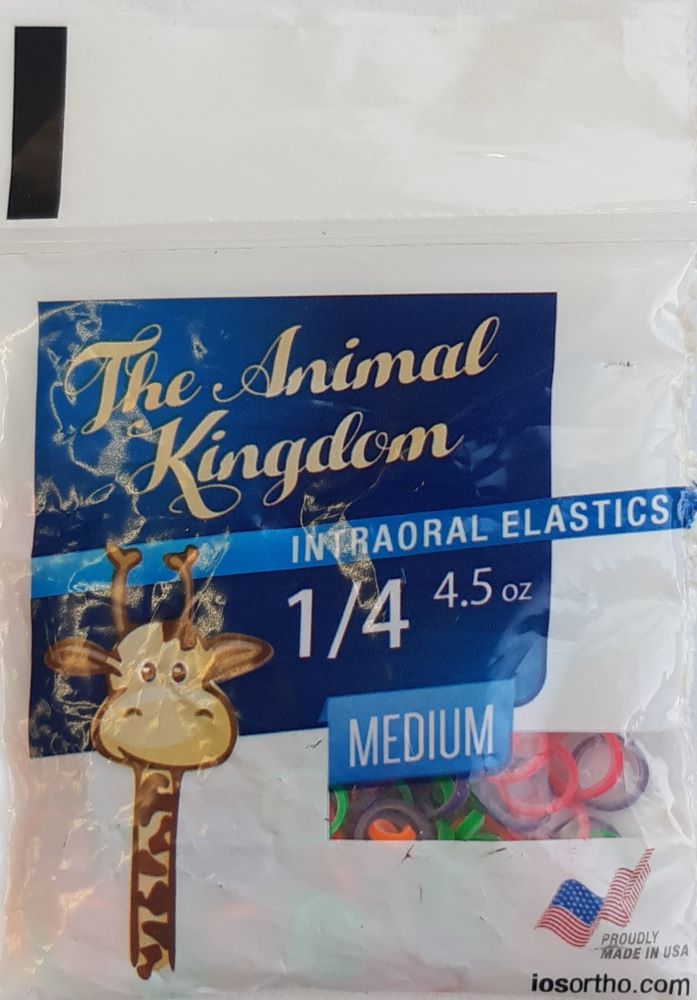 The Animal
Kingdom
INTRAORAL ELASTICS
1/4 4.5 oz
MEDIUM
PROUDLY
MADE IN USA
iosortho.com